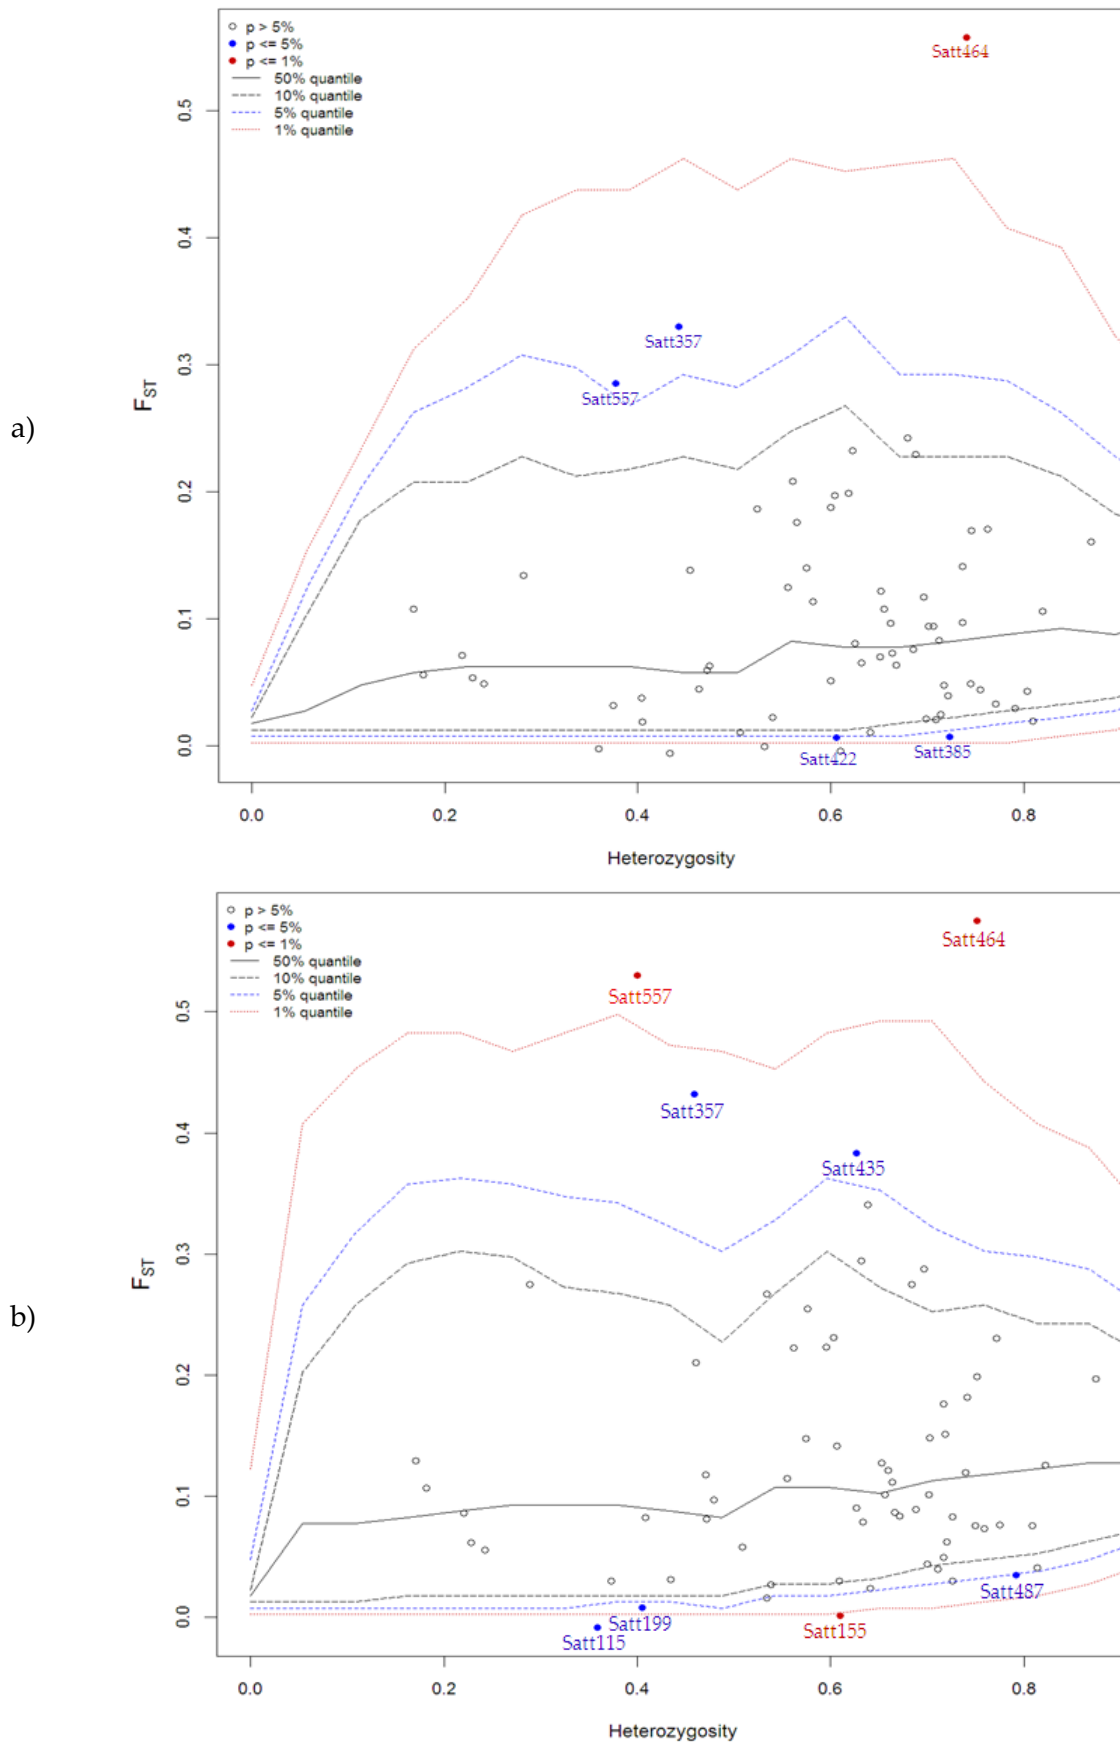 p > 5%
p <= 5%
p <= 1%
50% quantile
10% quantile
5% quantile
1% quantile
Satt464
0.5
0.4
Satt357
0.3
Satt557
a)
FST
0.2
0.1
0.0
Satt422
Satt385
0.0
0.2
0.4
0.6
0.8
Heterozygosity
p > 5%
p <= 5%
p <= 1%
50% quantile
10% quantile
5% quantile
1% quantile
Satt464
Satt557
0.5
Satt357
0.4
Satt435
0.3
b)
FST
0.2
0.1
Satt487
0.0
Satt199
Satt155
Satt115
0.0
0.2
0.4
0.6
0.8
Heterozygosity